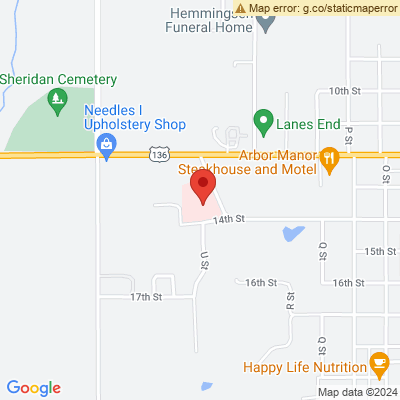 Map error: g.co/staticmaperror
Hemmingsen
Funeral Home
Sheridan Cemetery
10th St
Needles I
Upholstery Shop
Lanes End
P St
136
Arbor Manor
Steakhouse and Motel
O St
14th St
U St
Q St
15th St
16th St
16th St
17th St
R St
Q St
Happy Life Nutrition
Google
Map data ©2024